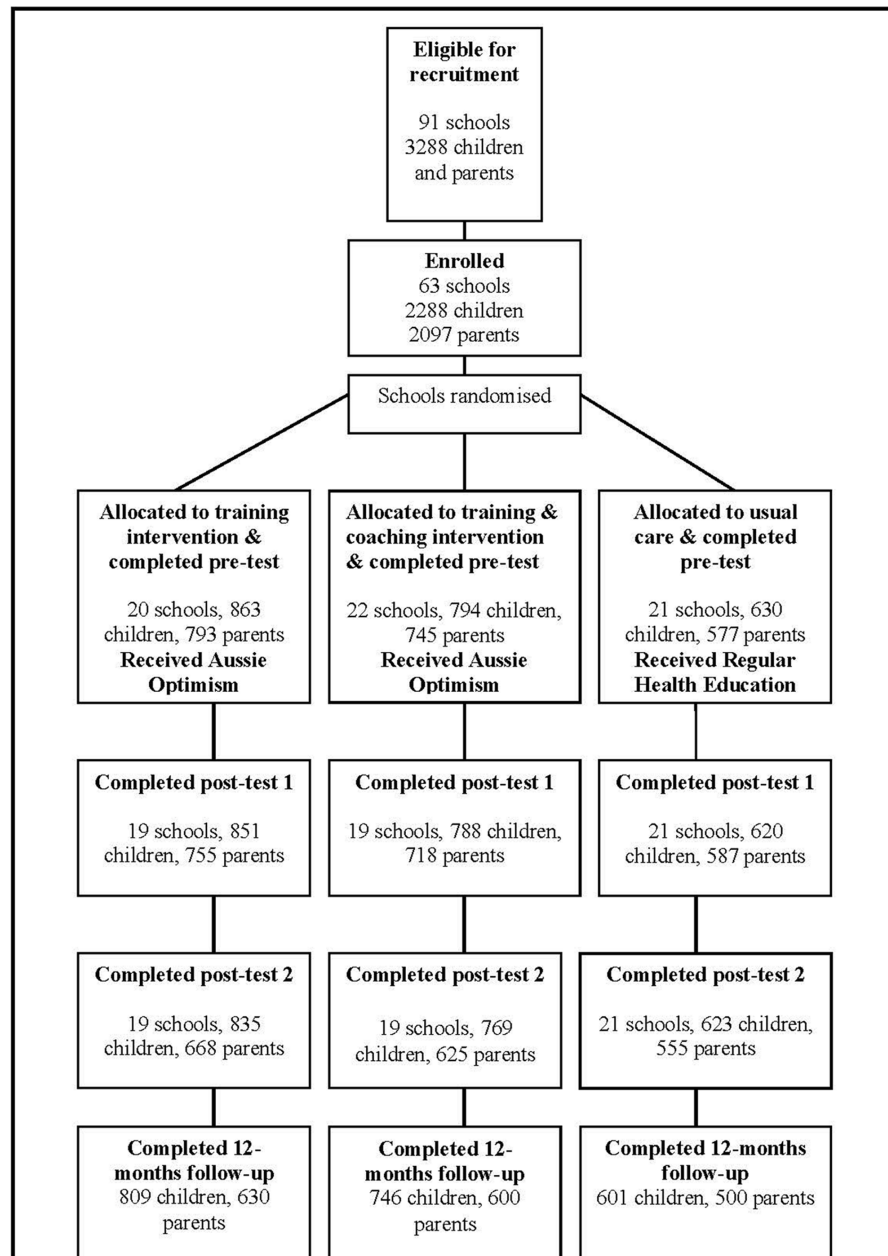 Eligible for
recruitment
91 schools
3288 children
and parents
Enrolled
63 schools
2288 children
2097 parents
Schools randomised
Allocated to training
intervention &
completed pre-test
20 schools, 863
children, 793 parents
Received Aussie
Optimism
Allocated to training &
coaching intervention
& completed pre-test
22 schools, 794 children,
745 parents
Received Aussie
Optimism
Allocated to usual
care & completed
pre-test
21 schools, 630
children, 577 parents
Received Regular
Health Education
Completed post-test 1
19 schools, 851
children, 755 parents
Completed post-test 1
19 schools, 788 children,
718 parents
Completed post-test 1
21 schools, 620
children, 587 parents
Completed post-test 2
19 schools, 835
children, 668 parents
Completed post-test 2
19 schools, 769
children, 625 parents
Completed post-test 2
21 schools, 623 children,
555 parents
Completed 12-
months follow-up
809 children, 630
parents
Completed 12-
months follow-up
746 children, 600
parents
Completed 12-months
follow-up
601 children, 500 parents